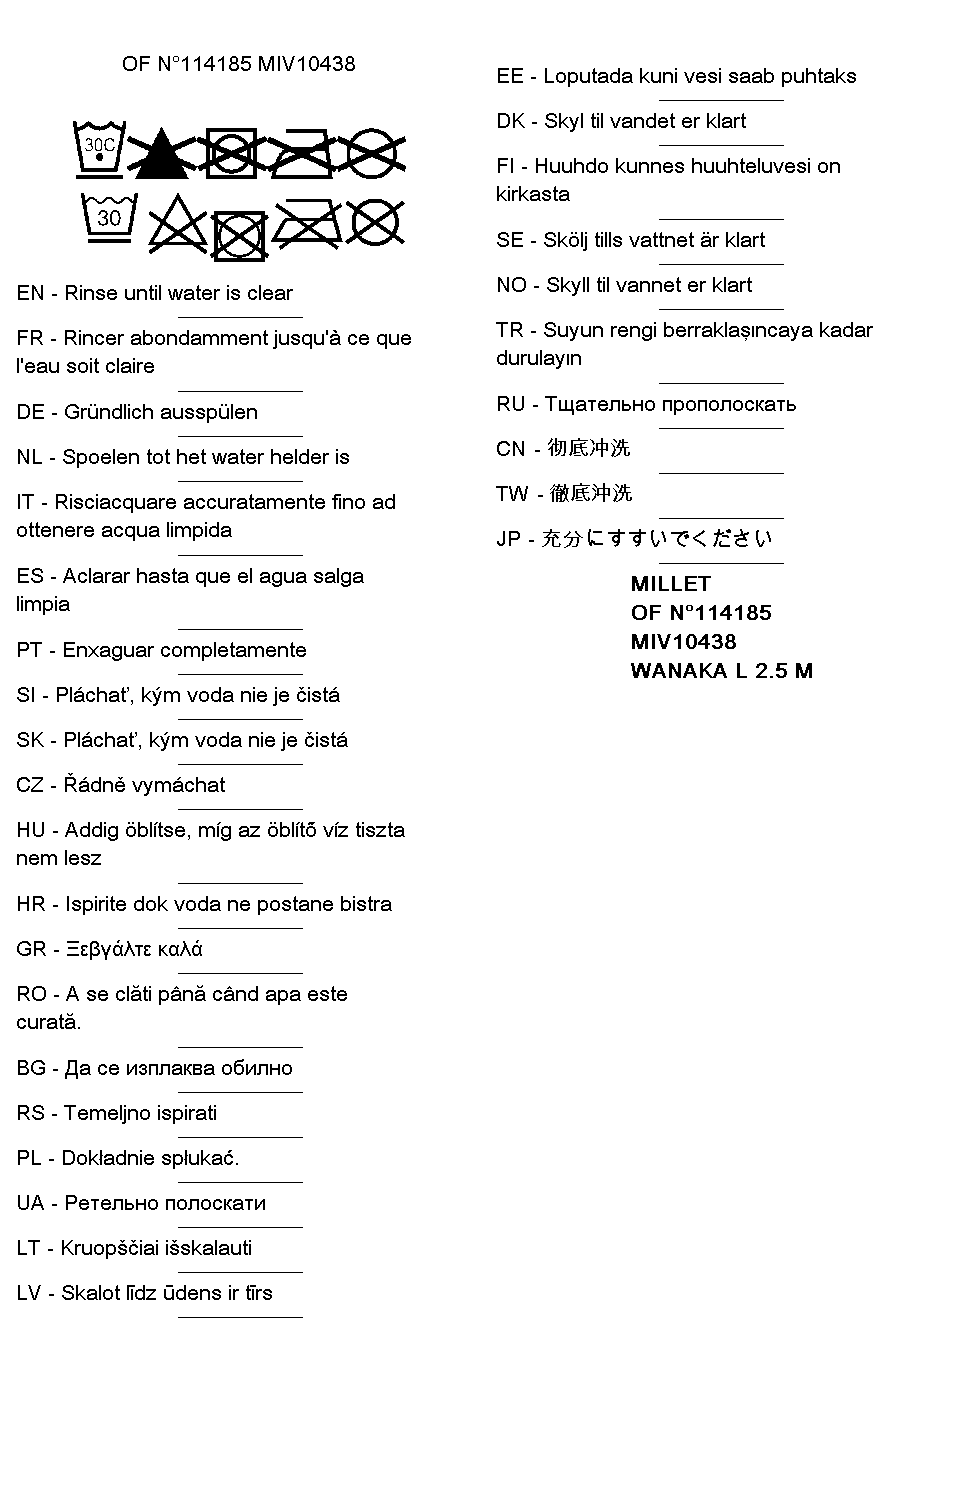 OF N°114185 MIV10438
30C
30
EN - Rinse until water is clear
FR - Rincer abondamment jusqu'à ce que
l'eau soit claire
DE - Gründlich ausspülen
NL - Spoelen tot het water helder is
IT - Risciacquare accuratamente fino ad
ottenere acqua limpida
ES - Aclarar hasta que el agua salga
limpia
PT - Enxaguar completamente
SI - Pláchať, kým voda nie je čistá
SK - Pláchať, kým voda nie je čistá
CZ - Řádně vymáchat
HU - Addig öblítse, míg az öblítő víz tiszta
nem lesz
HR - Ispirite dok voda ne postane bistra
GR - Ξεβγάλτε καλά
RO - A se clăti până când apa este
curată.
BG - Да се изплаква обилно
RS - Temeljno ispirati
PL - Dokładnie spłukać.
UA - Ретельно полоскати
LT - Kruopščiai išskalauti
LV - Skalot līdz ūdens ir tīrs
EE - Loputada kuni vesi saab puhtaks
DK - Skyl til vandet er klart
FI - Huuhdo kunnes huuhteluvesi on
kirkasta
SE - Skölj tills vattnet är klart
NO - Skyll til vannet er klart
TR - Suyun rengi berraklaşıncaya kadar
durulayın
RU - Тщательно прополоскать
CN - 彻底冲洗
TW - 徹底沖洗
JP - 充分にすすいでください
MILLET
OF N°114185
MIV10438
WANAKA L 2.5 M